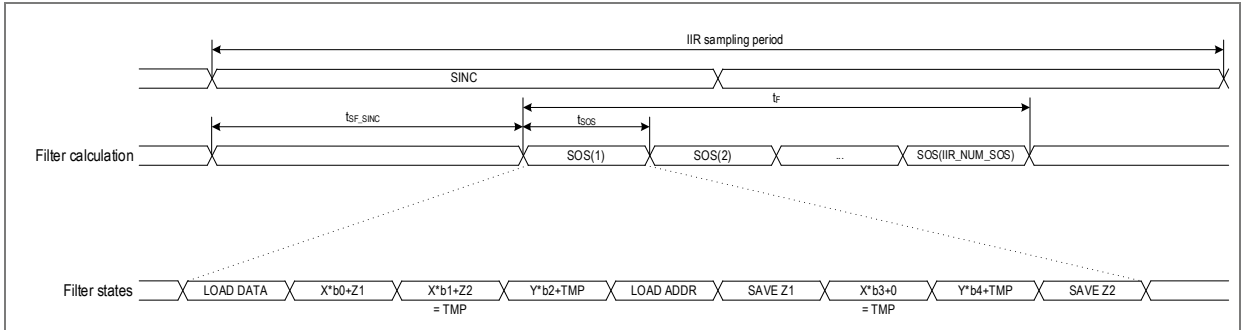 IIR sampling period
SINC
tF
tSF_SINC
tSOS
Filter calculation
SOS(1)
SOS(2)
...
SOS(IIR_NUM_SOS)
Filter states
LOAD DATA
X*b0+Z1
X*b1+Z2
= TMP
Y*b2+TMP
LOAD ADDR
SAVE Z1
X*b3+0
= TMP
Y*b4+TMP
SAVE Z2